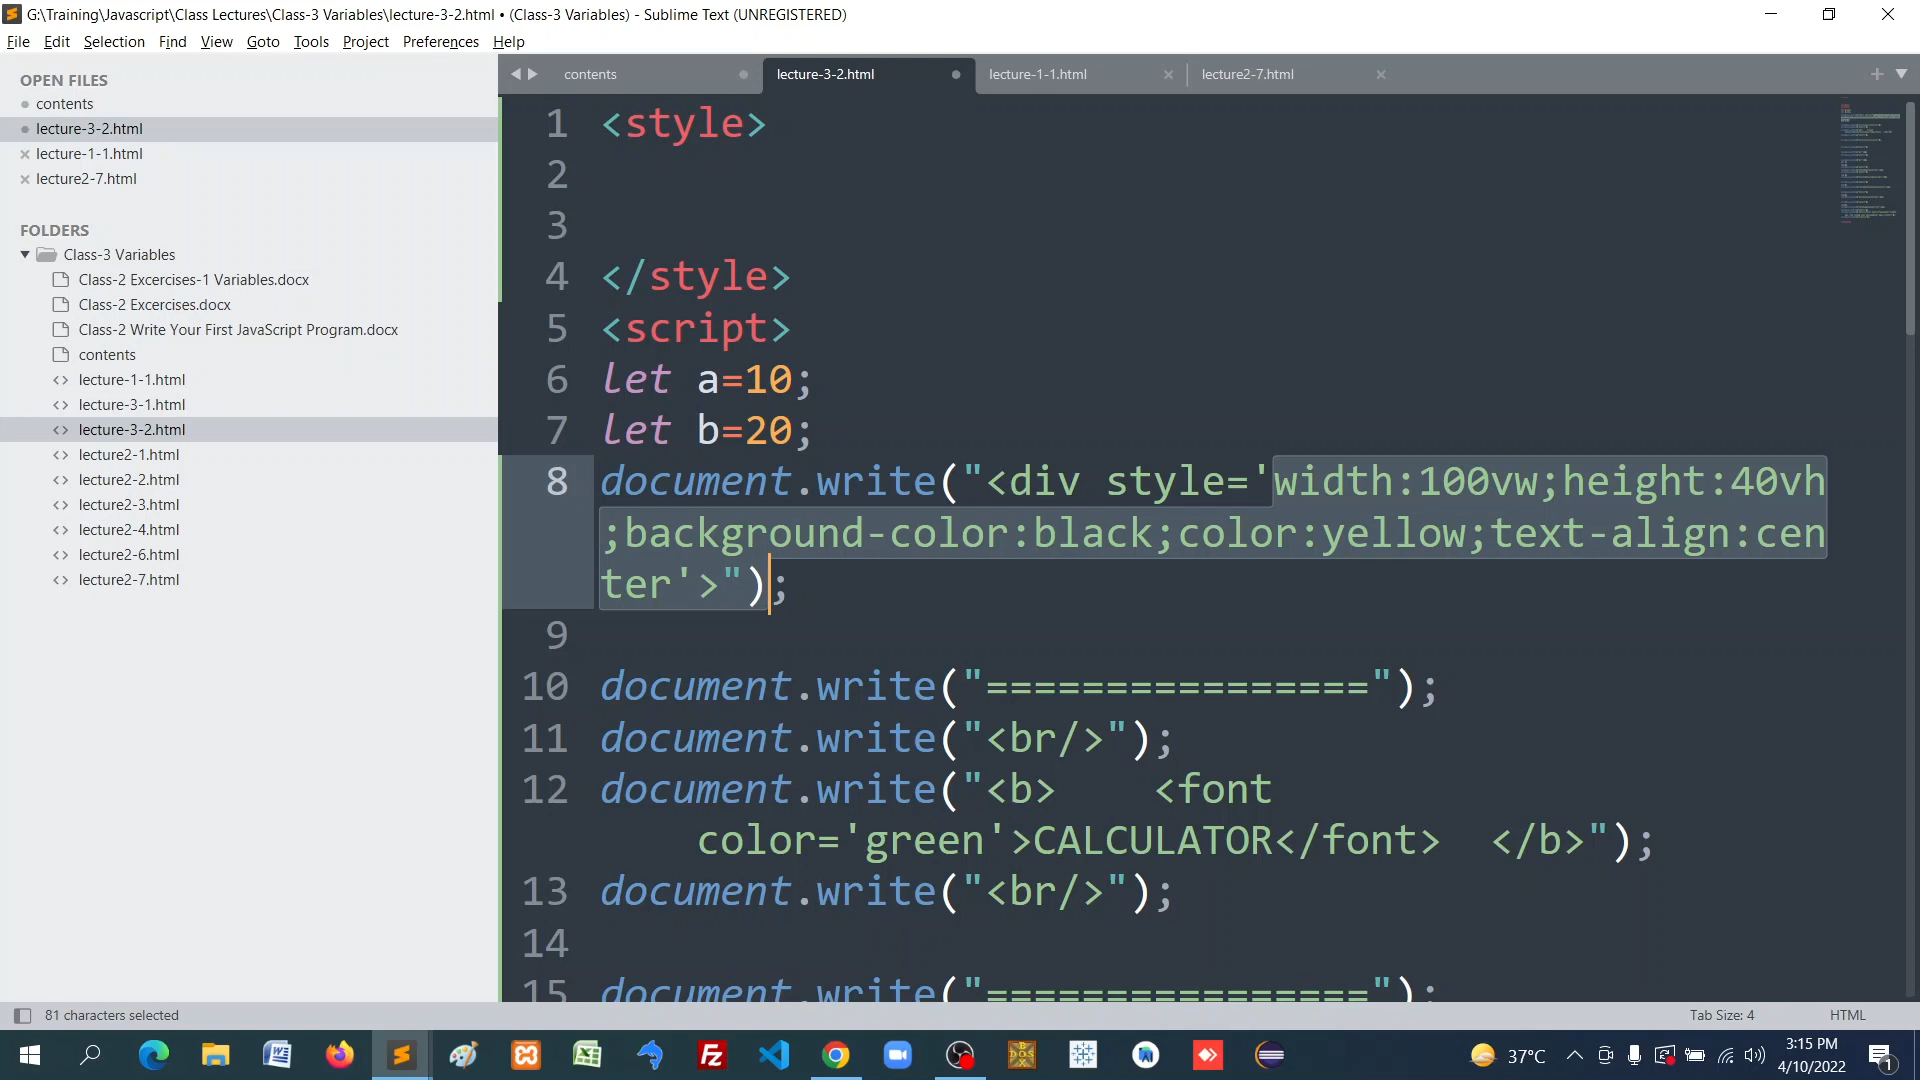 G:\Training\Javascript\Class Lectures\Class-3 Variables\lecture-3-2.html • (Class-3 Variables) - Sublime Text (UNREGISTERED)
File Edit Selection Find View Goto Tools Project Preferences Help
OPEN FILES
contents
lecture-3-2.html
lecture-1-1.html
lecture2-7.html
FOLDERS
Class-3 Variables
Class-2 Excercises-1 Variables.docx
Class-2 Excercises.docx
Class-2 Write Your First JavaScript Program.docx
contents
lecture-1-1.html
lecture-3-1.html
lecture-3-2.html
lecture2-1.html
lecture2-2.html
lecture2-3.html
lecture2-4.html
lecture2-6.html
lecture2-7.html
contents lecture-3-2.html lecture-1-1.html lecture2-7.html
1 <style>
2
3
4 </style>
5 <script>
6 let a=10;
7 let b=20;
8 document.write("<div style='width:100vw;height:40vh
;background-color:black;color:yellow;text-align:cen
ter'>");
9
10 document.write("================");
11 document.write("<br/>");
12 document.write("<b>    <font
color='green'>CALCULATOR</font>  </b>");
13 document.write("<br/>");
14
15 document.write("================");
81 characters selected
Tab Size: 4 HTML
37°C
3:15 PM
4/10/2022
1